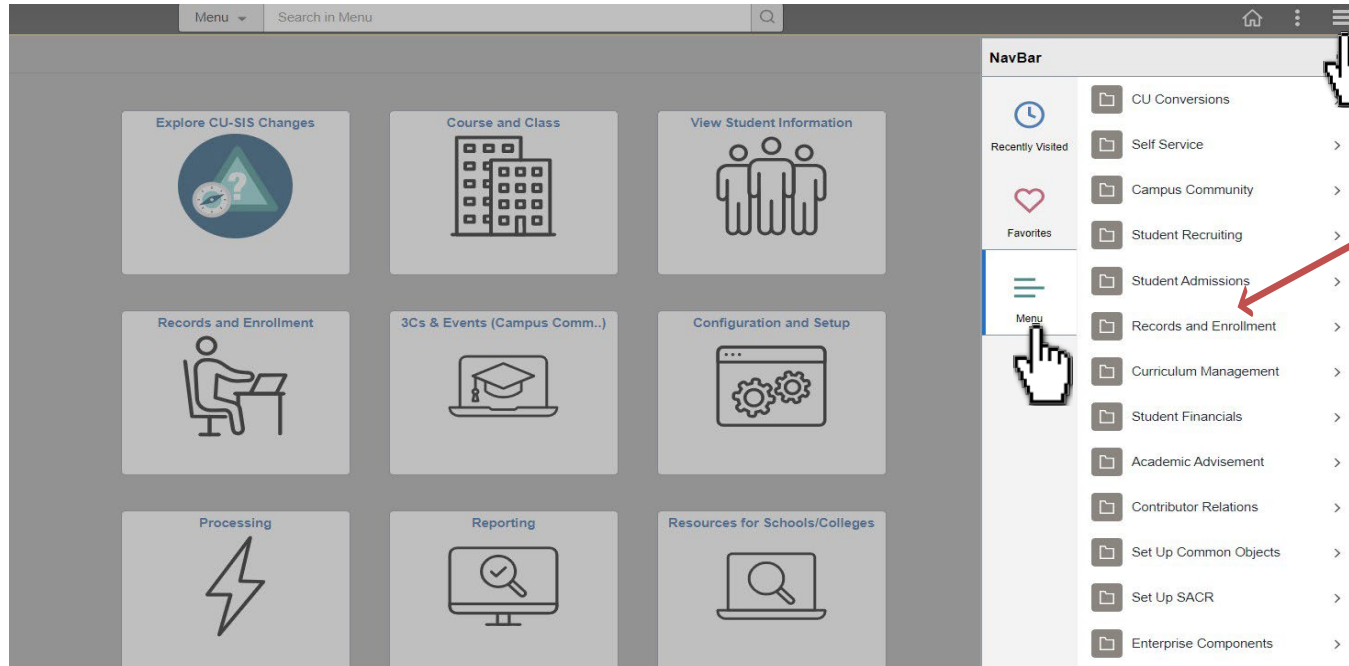 Menu
Search in Menu
NavBar
Recently Visited
Favorites
Menu
CU Conversions
Self Service
Campus Community
Student Recruiting
Student Admissions
Records and Enrollment
Curriculum Management
Student Financials
Academic Advisement
Contributor Relations
Set Up Common Objects
Set Up SACR
Enterprise Components
Explore CU-SIS Changes
Course and Class
View Student Information
Records and Enrollment
3Cs & Events (Campus Comm..)
Configuration and Setup
Processing
Reporting
Resources for Schools/Colleges